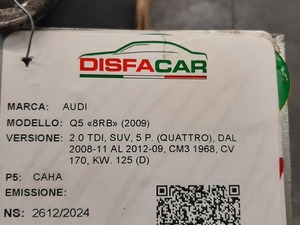 DISFACAR
MARCA: AUDI
MODELLO: Q5 «8RB» (2009)
VERSIONE: 2.0 TDI, SUV, 5 P. (QUATTRO), DAL
2008-11 AL 2012-09, CM3 1968, CV
170, KW. 125 (D)
P5: CAHA
EMISSIONE:
NS: 2612/2024